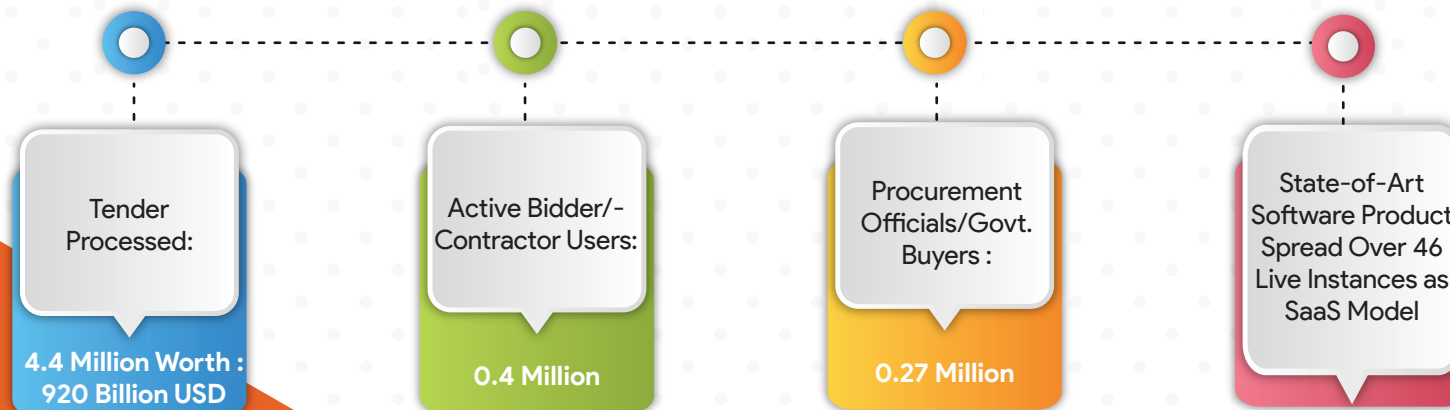 Tender
Processed:
4.4 Million Worth :
920 Billion USD
Active Bidder/-
Contractor Users:
0.4 Million
Procurement
Officials/Govt.
Buyers :
0.27 Million
State-of-Art
Software Product
Spread Over 46
Live Instances as
SaaS Model